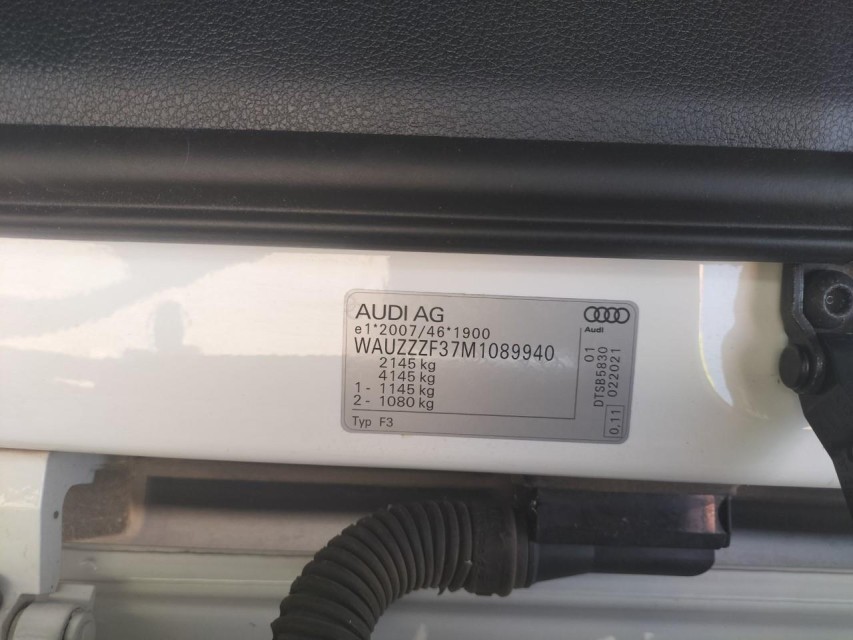 AUDI AG
e1*2007/46*1900
WAUZZZF37M1089940
2145 kg
4145 kg
1 - 1145 kg
2 - 1080 kg
Typ F3
Audi
01
DTSB5830
022021
0,11